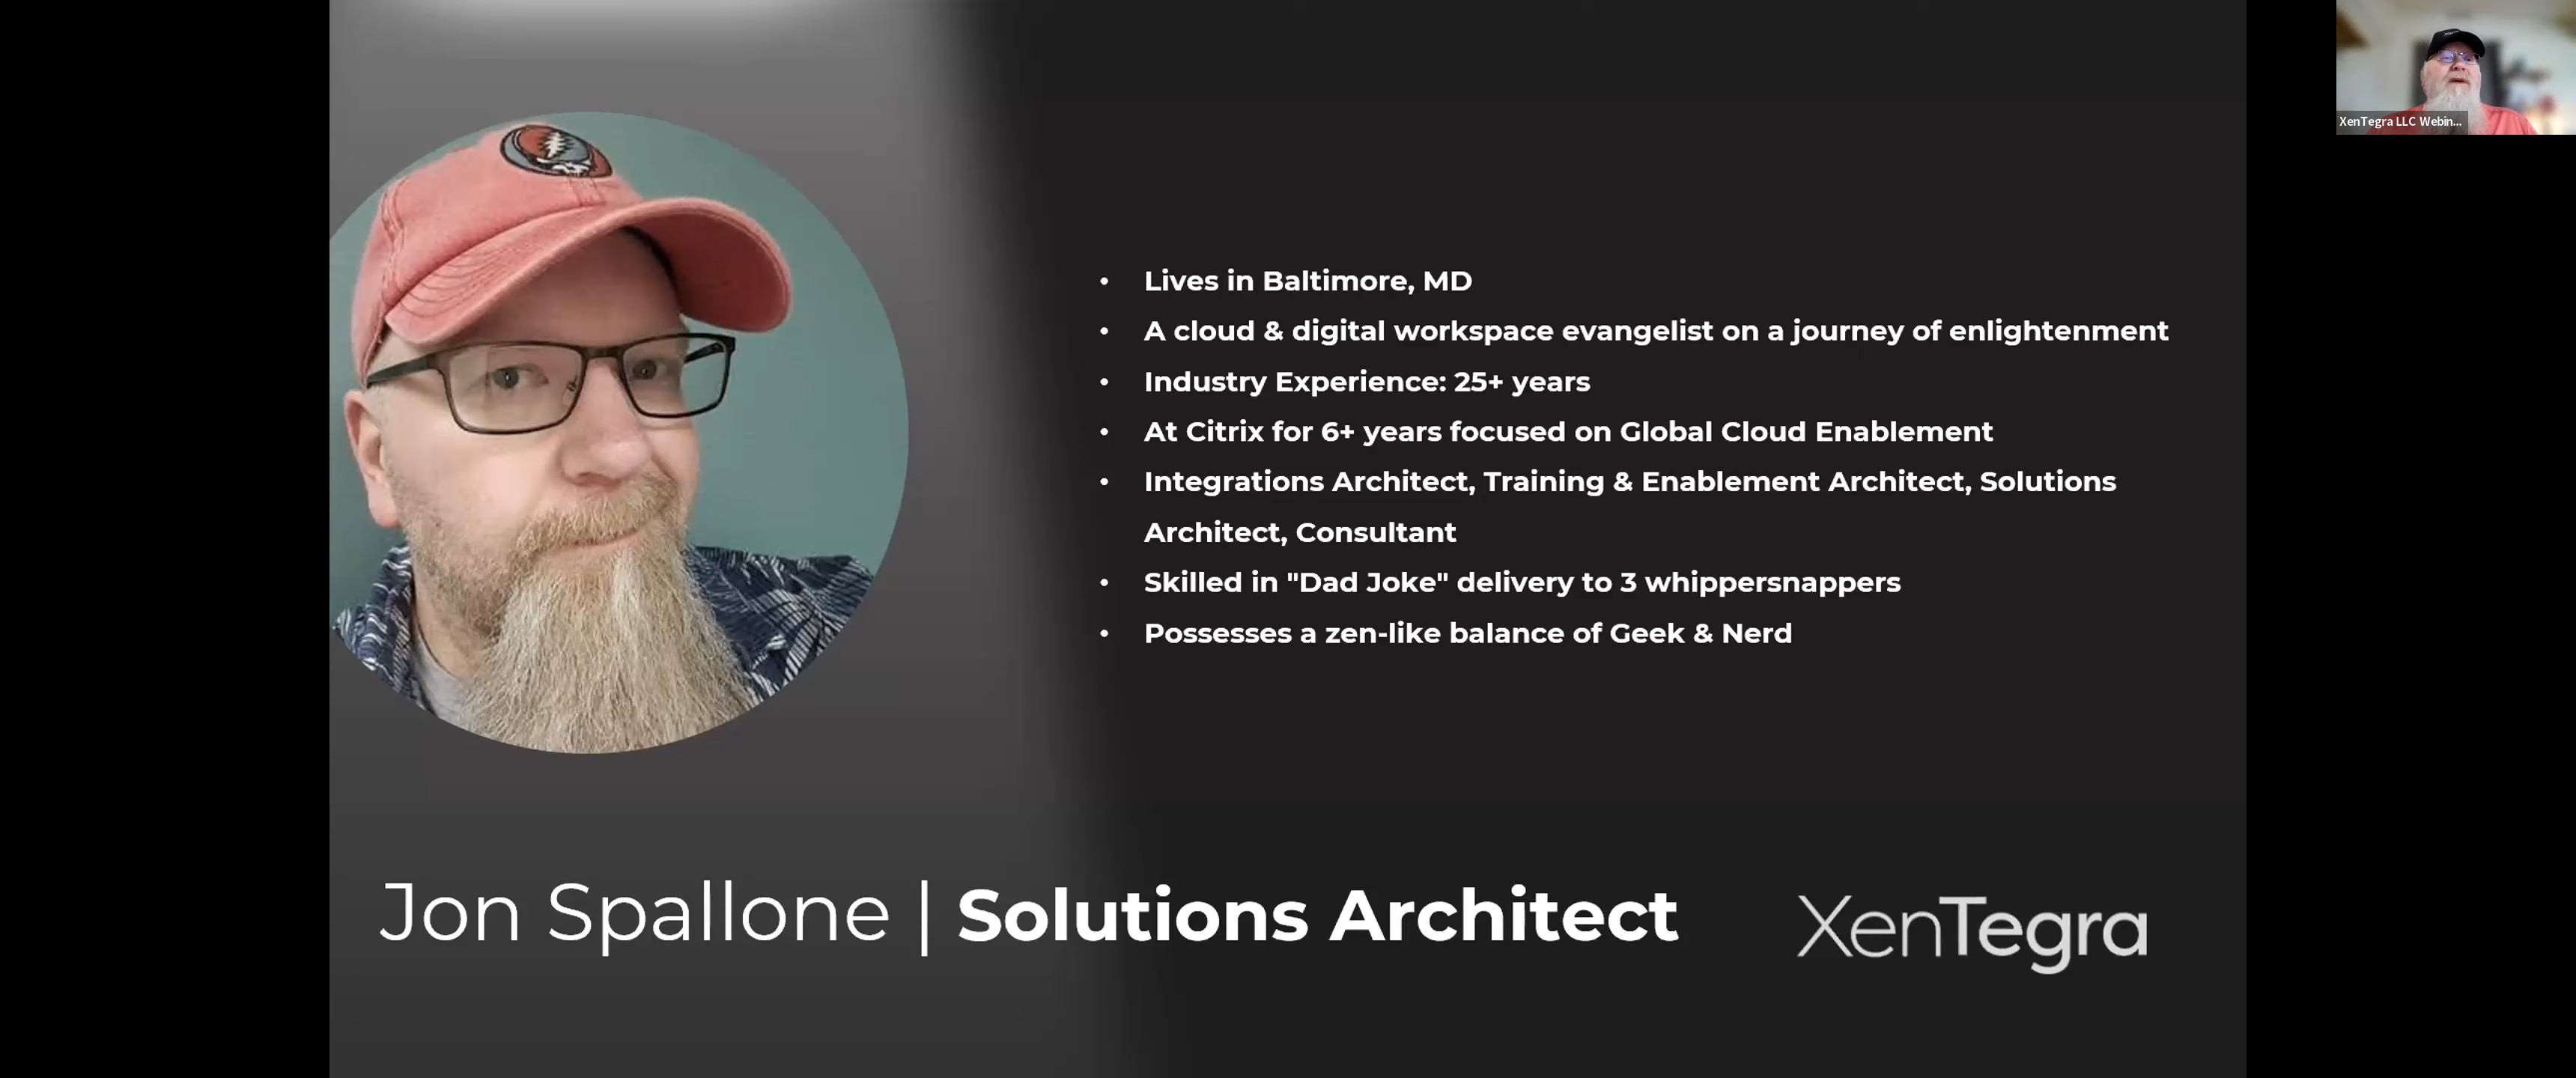 XenTegra LLC Webin...
• Lives in Baltimore, MD
• A cloud & digital workspace evangelist on a journey of enlightenment
• Industry Experience: 25+ years
• At Citrix for 6+ years focused on Global Cloud Enablement
• Integrations Architect, Training & Enablement Architect, Solutions
Architect, Consultant
• Skilled in "Dad Joke" delivery to 3 whippersnappers
• Possesses a zen-like balance of Geek & Nerd
Jon Spallone | Solutions Architect
XenTegra